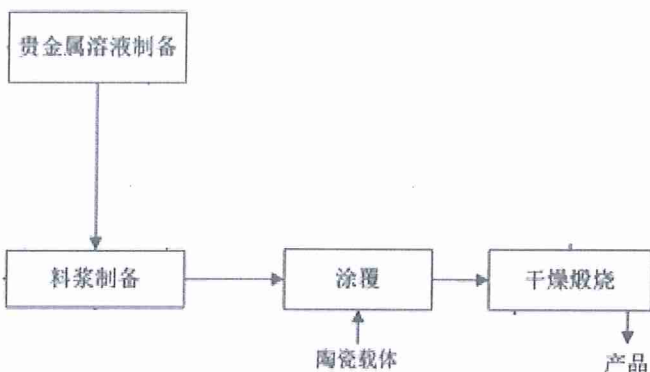 贵金属溶液制备
料浆制备
涂覆
干燥煅烧
陶瓷载体
产品